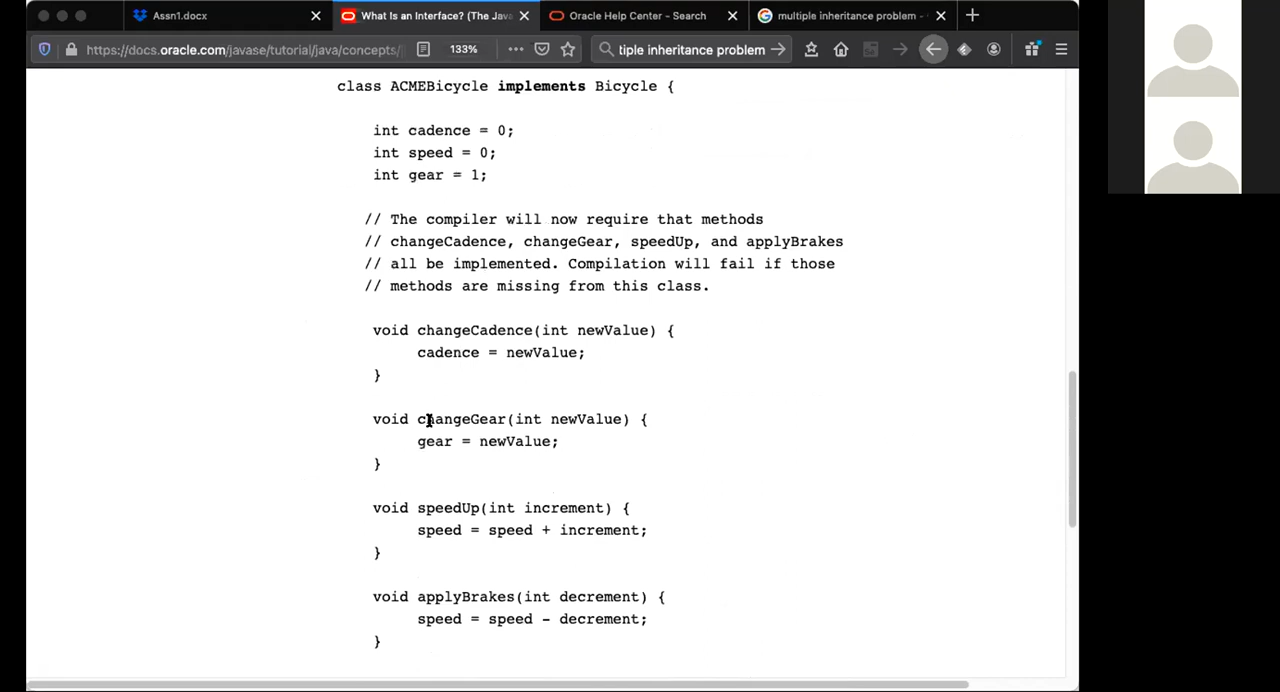 Assn1.docx
What Is an Interface? (The Java
Oracle Help Center - Search
multiple inheritance problem -
https://docs.oracle.com/javase/tutorial/java/concepts/
133%
tiple inheritance problem
class ACMEBicycle implements Bicycle {
int cadence = 0;
int speed = 0;
int gear = 1;
// The compiler will now require that methods
// changeCadence, changeGear, speedUp, and applyBrakes
// all be implemented. Compilation will fail if those
// methods are missing from this class.
void changeCadence(int newValue) {
cadence = newValue;
}
void changeGear(int newValue) {
gear = newValue;
}
void speedUp(int increment) {
speed = speed + increment;
}
void applyBrakes(int decrement) {
speed = speed - decrement;
}